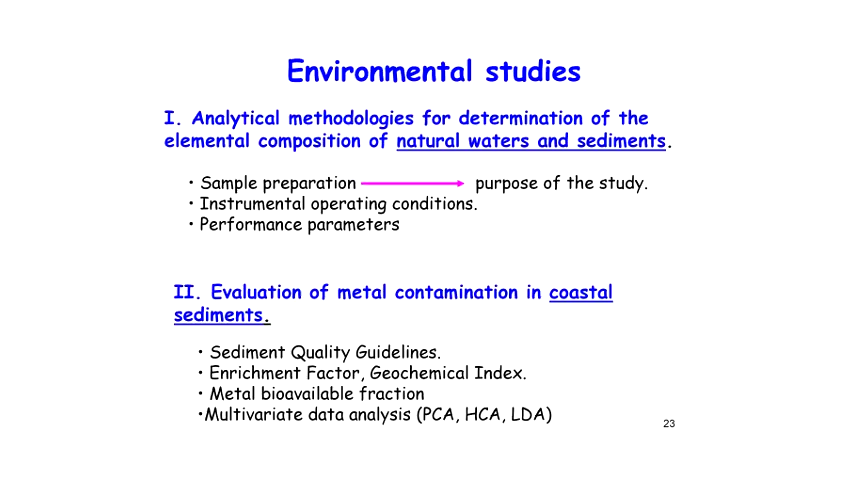 Environmental studies
I. Analytical methodologies for determination of the
elemental composition of natural waters and sediments.
• Sample preparation purpose of the study.
• Instrumental operating conditions.
• Performance parameters
II. Evaluation of metal contamination in coastal
sediments.
• Sediment Quality Guidelines.
• Enrichment Factor, Geochemical Index.
• Metal bioavailable fraction
•Multivariate data analysis (PCA, HCA, LDA)
23